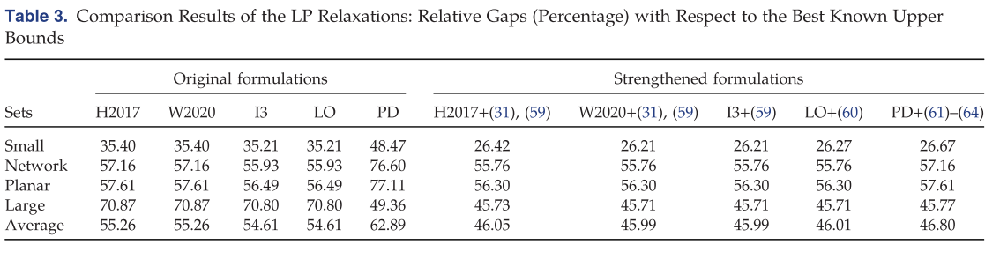 Table 3. Comparison Results of the LP Relaxations: Relative Gaps (Percentage) with Respect to the Best Known Upper
Bounds
Original formulations Strengthened formulations
Sets H2017 W2020 I3 LO PD H2017+(31), (59) W2020+(31), (59) I3+(59) LO+(60) PD+(61)–(64)
Small 35.40 35.40 35.21 35.21 48.47 26.42 26.21 26.21 26.27 26.67
Network 57.16 57.16 55.93 55.93 76.60 55.76 55.76 55.76 55.76 57.16
Planar 57.61 57.61 56.49 56.49 77.11 56.30 56.30 56.30 56.30 57.61
Large 70.87 70.87 70.80 70.80 49.36 45.73 45.71 45.71 45.71 45.77
Average 55.26 55.26 54.61 54.61 62.89 46.05 45.99 45.99 46.01 46.80